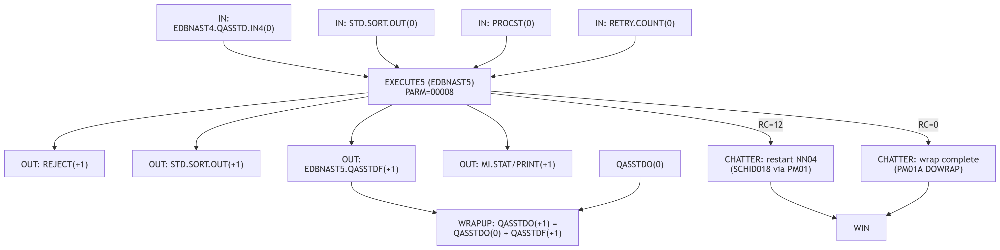 IN:
EDBNAST4.QASSTD.IN4(0)
IN: STD.SORT.OUT(0)
IN: PROCST(0)
IN: RETRY.COUNT(0)
EXECUTE5 (EDBNAST5)
PARM=00008
RC=12
RC=0
OUT: REJECT(+1)
OUT: STD.SORT.OUT(+1)
OUT:
EDBNAST5.QASSTDF(+1)
OUT: MI.STAT/PRINT(+1)
QASSTDO(0)
CHATTER: restart NN04
(SCHID018 via PM01)
CHATTER: wrap complete
(PM01A DOWRAP)
WRAPUP: QASSTDO(+1) =
QASSTDO(0) + QASSTDF(+1)
WIN